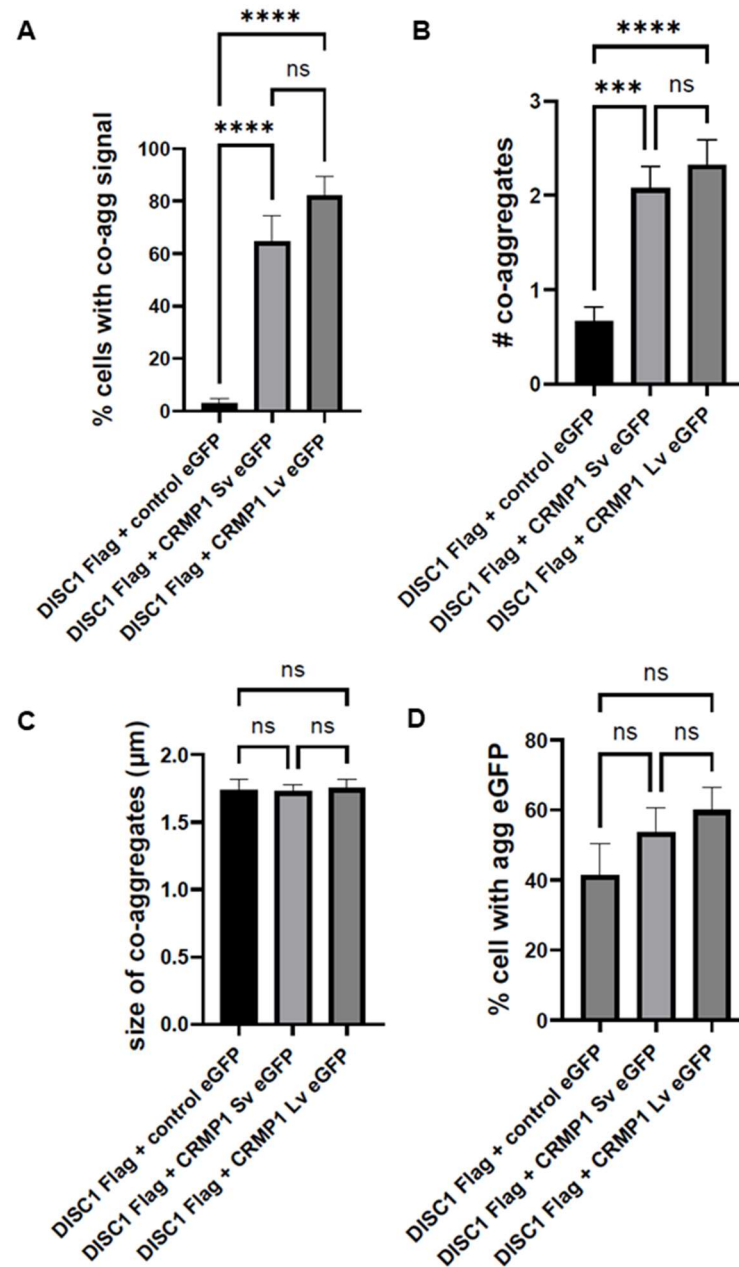 A
****
ns
****
% cells with co-agg signal
100
80
60
40
20
0
DISC1 Flag + control eGFP
DISC1 Flag + CRMP1 Sv eGFP
DISC1 Flag + CRMP1 Lv eGFP
B
****
***
ns
# co-aggregates
3
2
1
0
DISC1 Flag + control eGFP
DISC1 Flag + CRMP1 Sv eGFP
DISC1 Flag + CRMP1 Lv eGFP
C
ns
ns
ns
size of co-aggregates (µm)
2.0
1.5
1.0
0.5
0.0
DISC1 Flag + control eGFP
DISC1 Flag + CRMP1 Sv eGFP
DISC1 Flag + CRMP1 Lv eGFP
D
ns
ns
ns
% cell with agg eGFP
80
60
40
20
0
DISC1 Flag + control eGFP
DISC1 Flag + CRMP1 Sv eGFP
DISC1 Flag + CRMP1 Lv eGFP